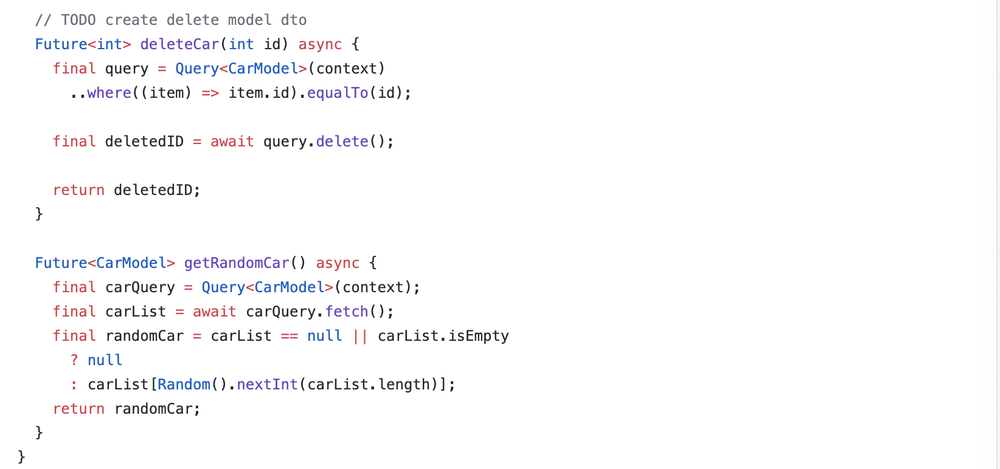 // TODO create delete model dto
Future<int> deleteCar(int id) async {
final query = Query<CarModel>(context)
..where((item) => item.id).equalTo(id);
final deletedID = await query.delete();
return deletedID;
}
Future<CarModel> getRandomCar() async {
final carQuery = Query<CarModel>(context);
final carList = await carQuery.fetch();
final randomCar = carList == null || carList.isEmpty
? null
: carList[Random().nextInt(carList.length)];
return randomCar;
}
}